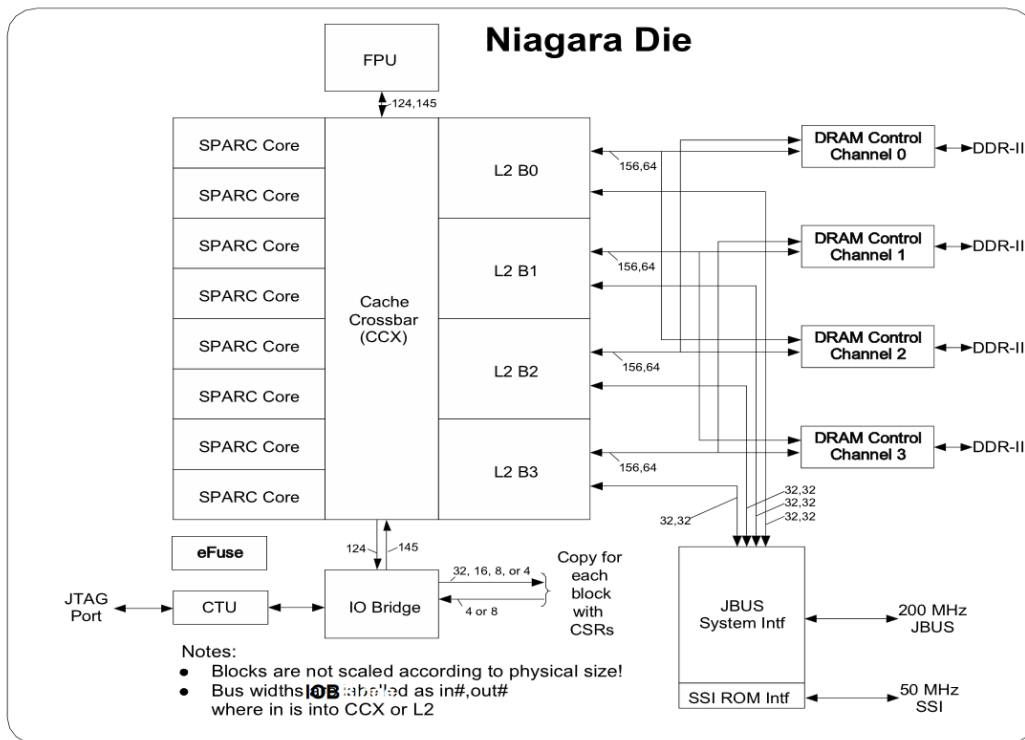 Niagara Die
FPU
124,145
SPARC Core
SPARC Core
SPARC Core
SPARC Core
SPARC Core
SPARC Core
SPARC Core
SPARC Core
Cache
Crossbar
(CCX)
L2 B0
L2 B1
L2 B2
L2 B3
156,64
156,64
156,64
156,64
DRAM Control
Channel 0
DDR-II
DRAM Control
Channel 1
DDR-II
DRAM Control
Channel 2
DDR-II
DRAM Control
Channel 3
DDR-II
32,32
32,32
32,32
32,32
eFuse
124
145
JTAG
Port
CTU
IO Bridge
32, 16, 8, or 4
4 or 8
Copy for
each
block
with
CSRs
JBUS
System Intf
200 MHz
JBUS
SSI ROM Intf
50 MHz
SSI
Notes:
● Blocks are not scaled according to physical size!
● Bus widths are labelled as in#,out#
where in is into CCX or L2
IOB